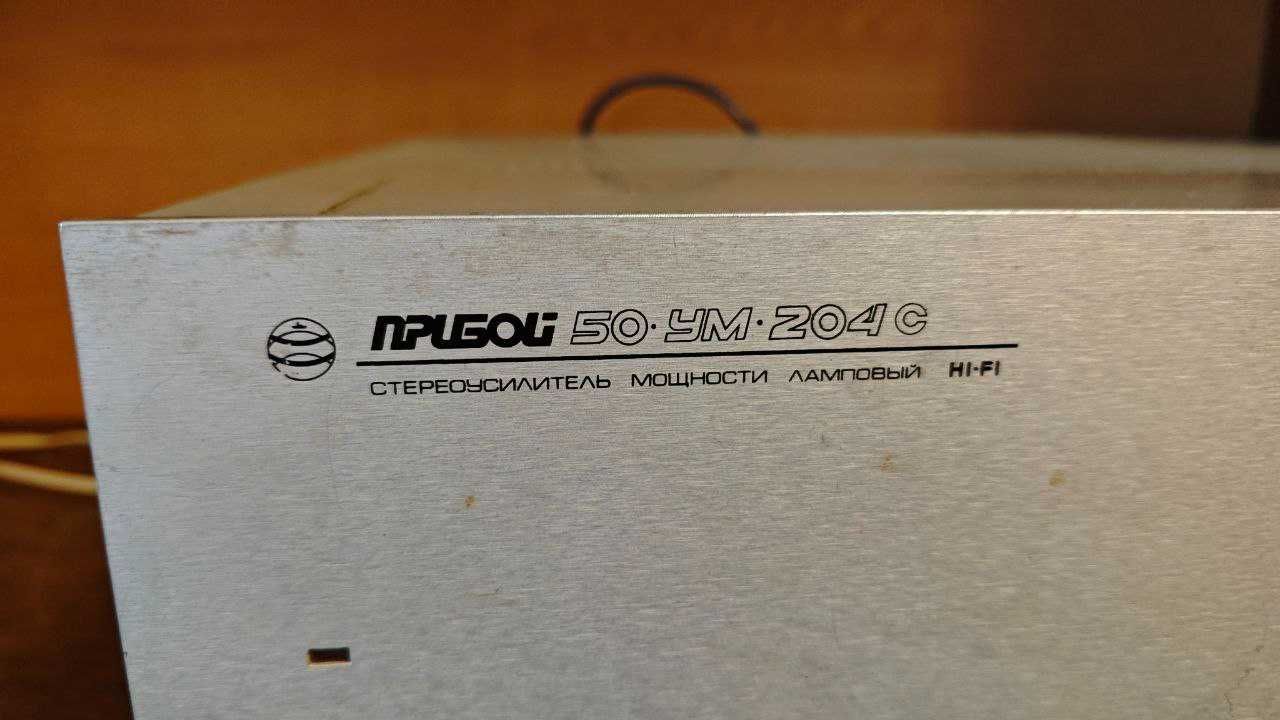 ПРИБОЙ 50·УМ·204С
СТЕРЕОУСИЛИТЕЛЬ МОЩНОСТИ ЛАМПОВЫЙ HI-FI